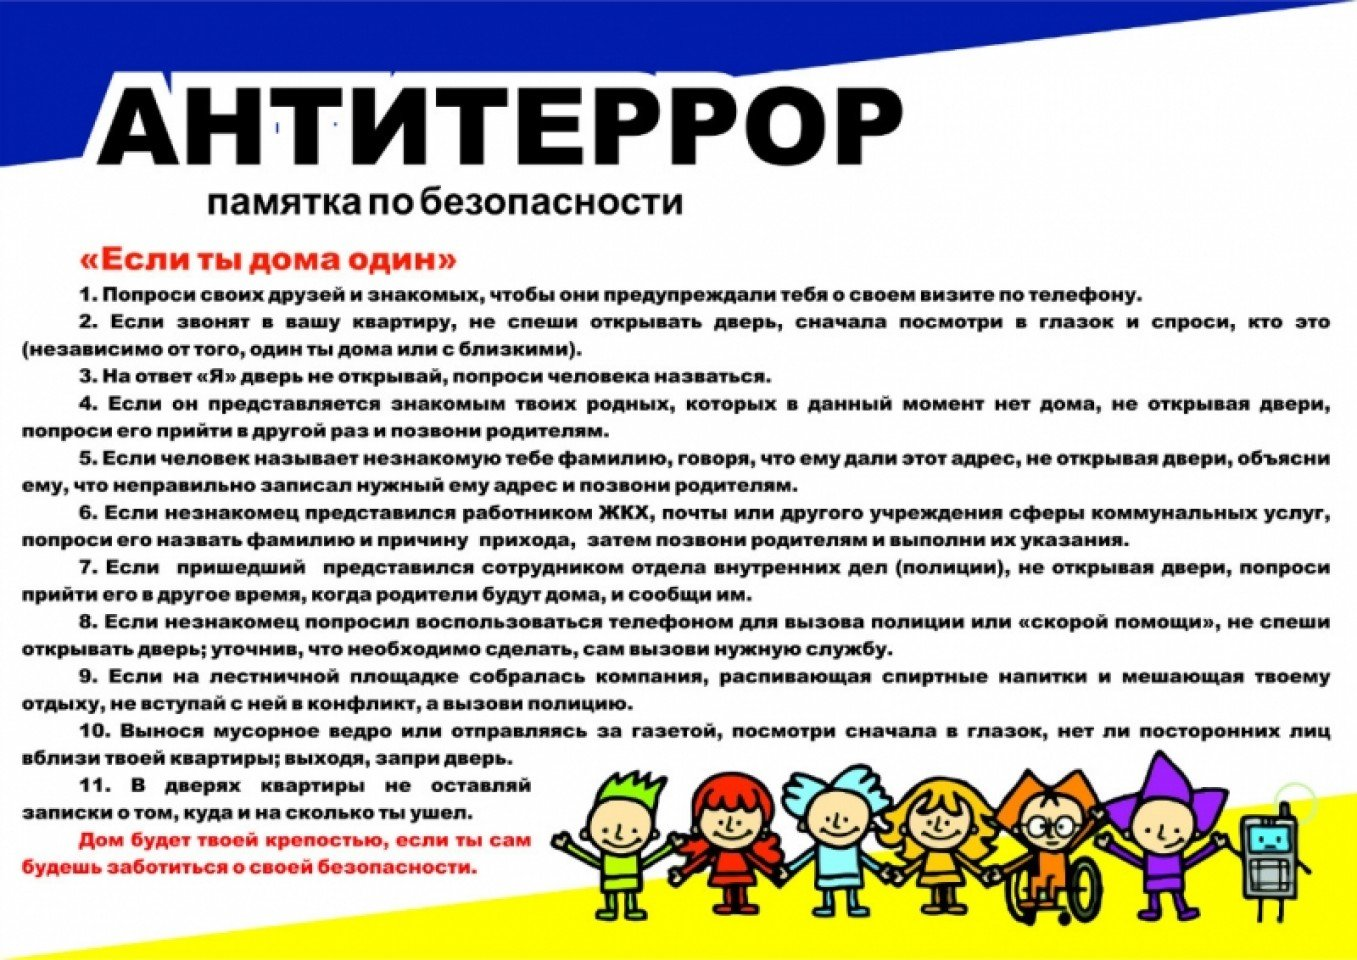 АНТИТЕРРОР
памятка по безопасности
«Если ты дома один»
1. Попроси своих друзей и знакомых, чтобы они предупреждали тебя о своем визите по телефону.
2. Если звонят в вашу квартиру, не спеши открывать дверь, сначала посмотри в глазок и спроси, кто это
(независимо от того, один ты дома или с близкими).
3. На ответ «Я» дверь не открывай, попроси человека назваться.
4. Если он представляется знакомым твоих родных, которых в данный момент нет дома, не открывая двери,
попроси его прийти в другой раз и позвони родителям.
5. Если человек называет незнакомую тебе фамилию, говоря, что ему дали этот адрес, не открывая двери, объясни
ему, что неправильно записал нужный ему адрес и позвони родителям.
6. Если незнакомец представился работником ЖКХ, почты или другого учреждения сферы коммунальных услуг,
попроси его назвать фамилию и причину прихода, затем позвони родителям и выполни их указания.
7. Если пришедший представился сотрудником отдела внутренних дел (полиции), не открывая двери, попроси
прийти его в другое время, когда родители будут дома, и сообщи им.
8. Если незнакомец попросил воспользоваться телефоном для вызова полиции или «скорой помощи», не спеши
открывать дверь; уточнив, что необходимо сделать, сам вызови нужную службу.
9. Если на лестничной площадке собралась компания, распивающая спиртные напитки и мешающая твоему
отдыху, не вступай с ней в конфликт, а вызови полицию.
10. Вынося мусорное ведро или отправляясь за газетой, посмотри сначала в глазок, нет ли посторонних лиц
вблизи твоей квартиры; выходя, запри дверь.
11. В дверях квартиры не оставляй
записки о том, куда и на сколько ты ушел.
Дом будет твоей крепостью, если ты сам
будешь заботиться о своей безопасности.